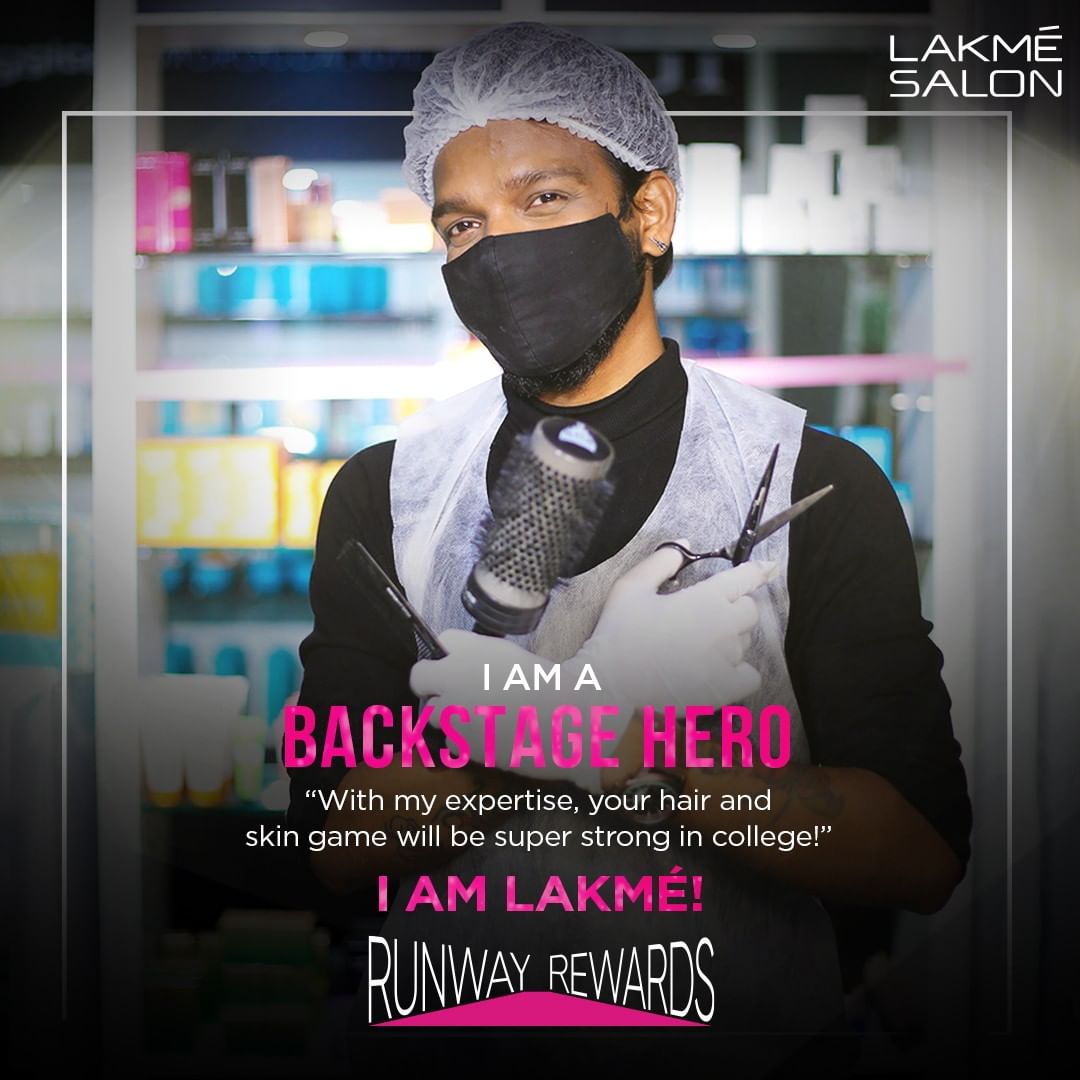 LAKMÉ
SALON
I AM A
BACKSTAGE HERO
“With my expertise, your hair and
skin game will be super strong in college!”
I AM LAKMÉ!
RUNWAY REWARDS